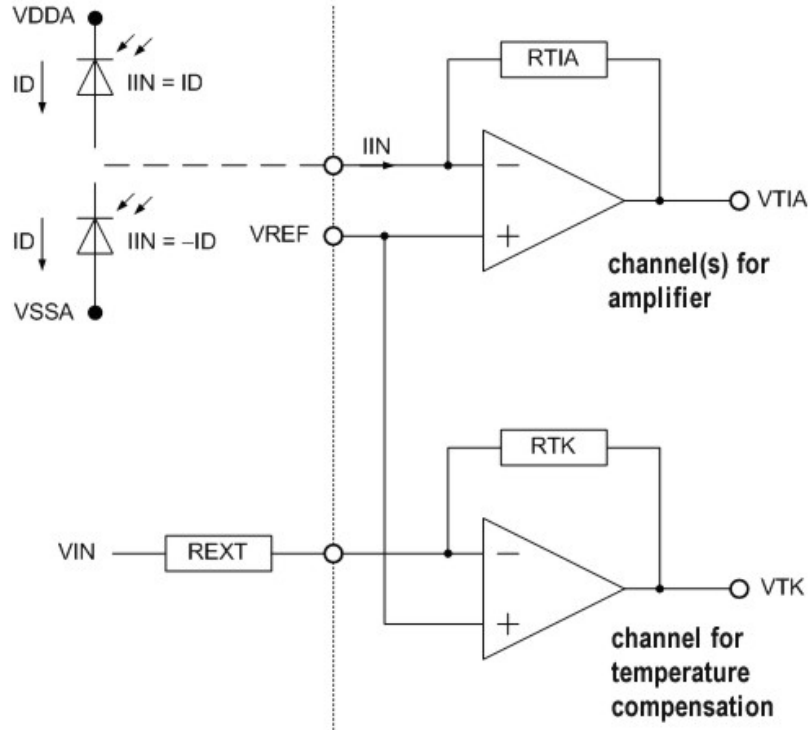 VDDA
ID
IIN = ID
RTIA
IIN
VTIA
ID
IIN = –ID
VREF
channel(s) for
amplifier
VSSA
RTK
VIN
REXT
VTK
channel for
temperature
compensation